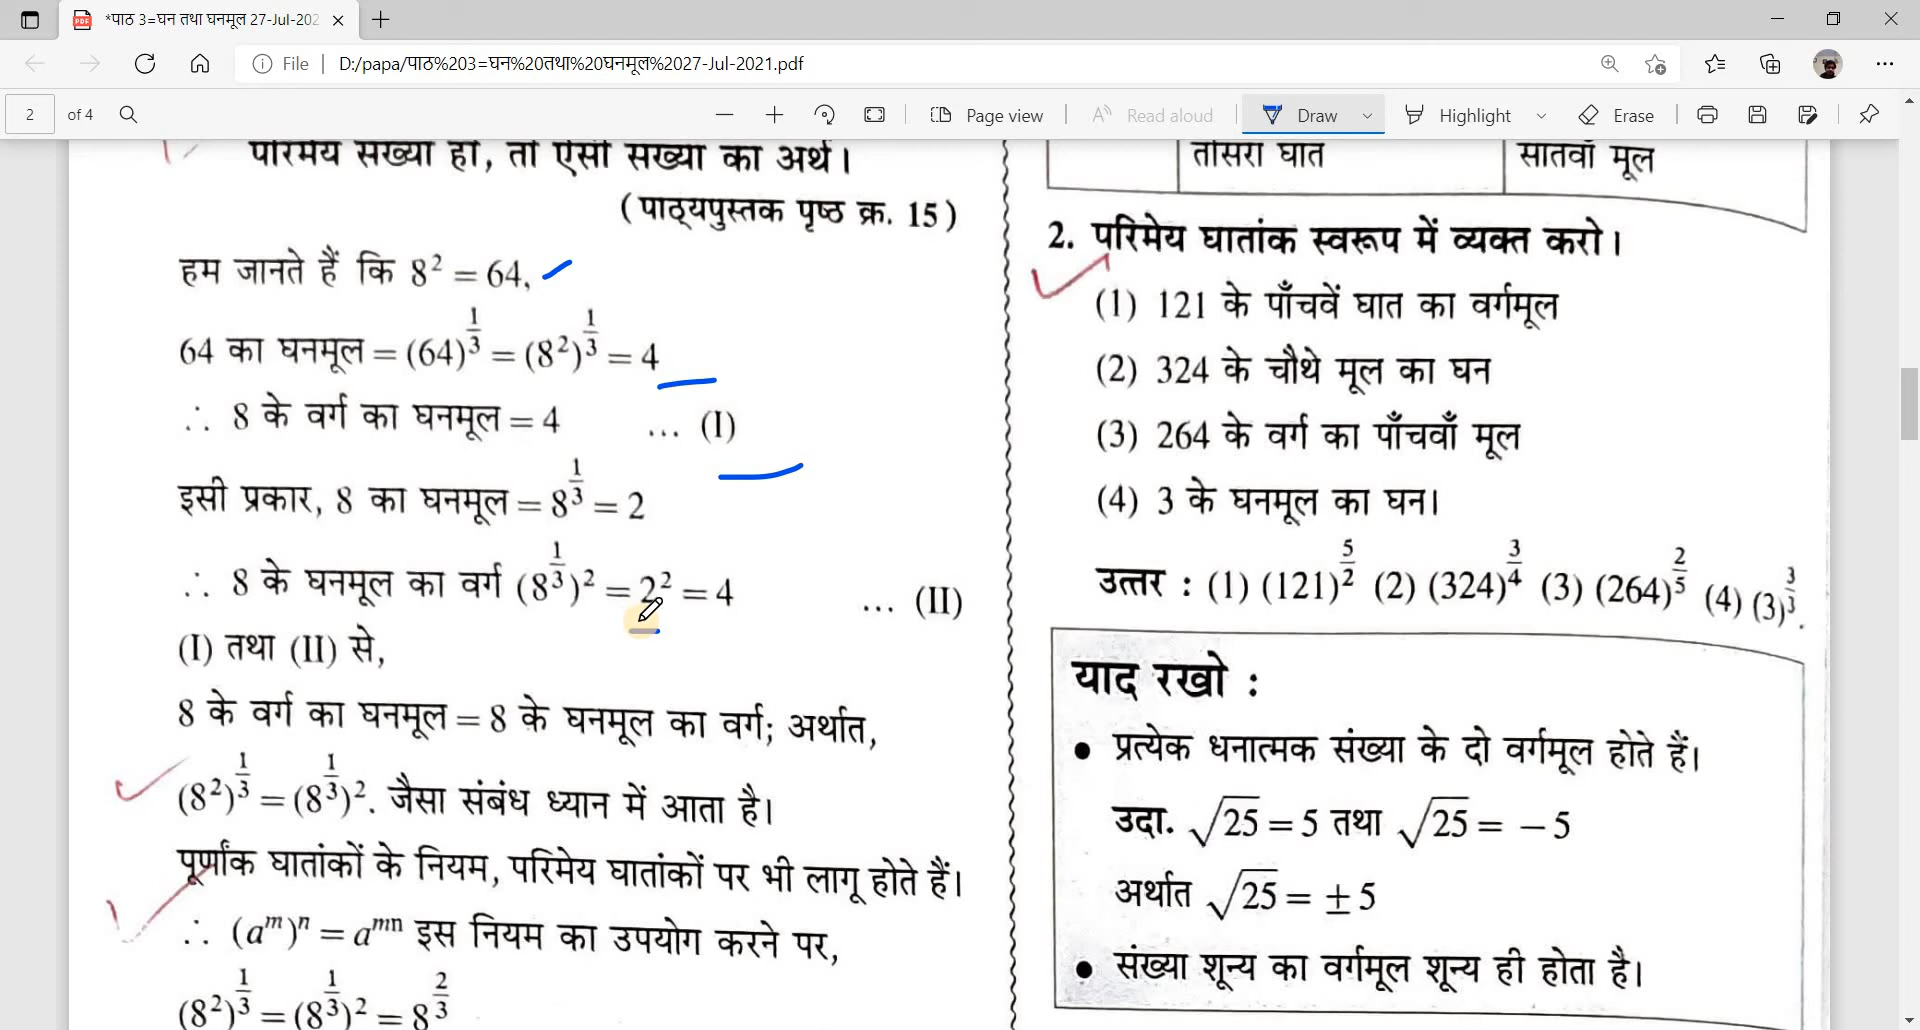 *पाठ 3=घन तथा घनमूल 27-Jul-202
File | D:/papa/पाठ%203=घन%20तथा%20घनमूल%2027-Jul-2021.pdf
2 of 4
Page view
Read aloud
Draw
Highlight
Erase
परिमेय संख्या हो, तो ऐसी संख्या का अर्थ।
(पाठ्यपुस्तक पृष्ठ क्र. 15)
हम जानते हैं कि 8² = 64,
64 का घनमूल = (64)^(1/3) = (8²)^(1/3) = 4
∴ 8 के वर्ग का घनमूल = 4 ... (I)
इसी प्रकार, 8 का घनमूल = 8^(1/3) = 2
∴ 8 के घनमूल का वर्ग (8^(1/3))² = 2² = 4 ... (II)
(I) तथा (II) से,
8 के वर्ग का घनमूल = 8 के घनमूल का वर्ग; अर्थात,
(8²)^(1/3) = (8^(1/3))². जैसा संबंध ध्यान में आता है।
पूर्णांक घातांकों के नियम, परिमेय घातांकों पर भी लागू होते हैं।
∴ (aᵐ)ⁿ = aᵐⁿ इस नियम का उपयोग करने पर,
(8²)^(1/3) = (8^(1/3))² = 8^(2/3)
तीसरा घात
सातवाँ मूल
2. परिमेय घातांक स्वरूप में व्यक्त करो।
(1) 121 के पाँचवें घात का वर्गमूल
(2) 324 के चौथे मूल का घन
(3) 264 के वर्ग का पाँचवाँ मूल
(4) 3 के घनमूल का घन।
उत्तर : (1) (121)^(5/2) (2) (324)^(3/4) (3) (264)^(2/5) (4) (3)^(3/3).
याद रखो :
● प्रत्येक धनात्मक संख्या के दो वर्गमूल होते हैं।
उदा. √25 = 5 तथा √25 = − 5
अर्थात √25 = ± 5
● संख्या शून्य का वर्गमूल शून्य ही होता है।